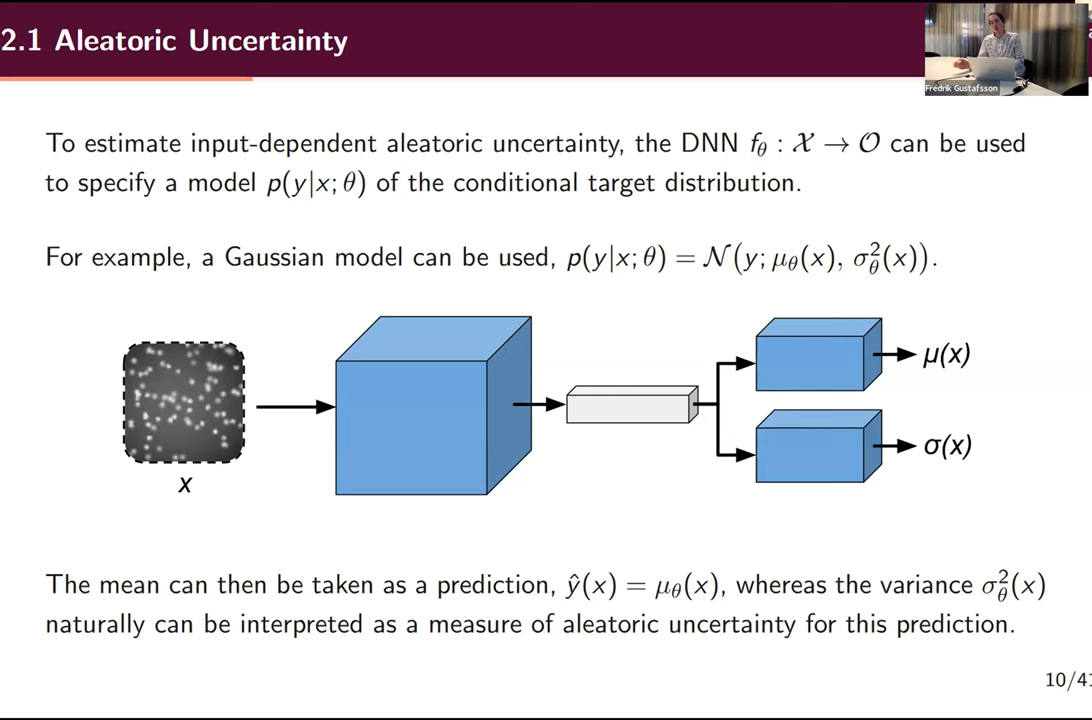 2.1 Aleatoric Uncertainty
Fredrik Gustafsson
To estimate input-dependent aleatoric uncertainty, the DNN f_θ : 𝒳 → 𝒪 can be used
to specify a model p(y|x; θ) of the conditional target distribution.
For example, a Gaussian model can be used, p(y|x; θ) = 𝒩(y; μ_θ(x), σ²_θ(x)).
μ(x)
σ(x)
x
The mean can then be taken as a prediction, ŷ(x) = μ_θ(x), whereas the variance σ²_θ(x)
naturally can be interpreted as a measure of aleatoric uncertainty for this prediction.
10/41